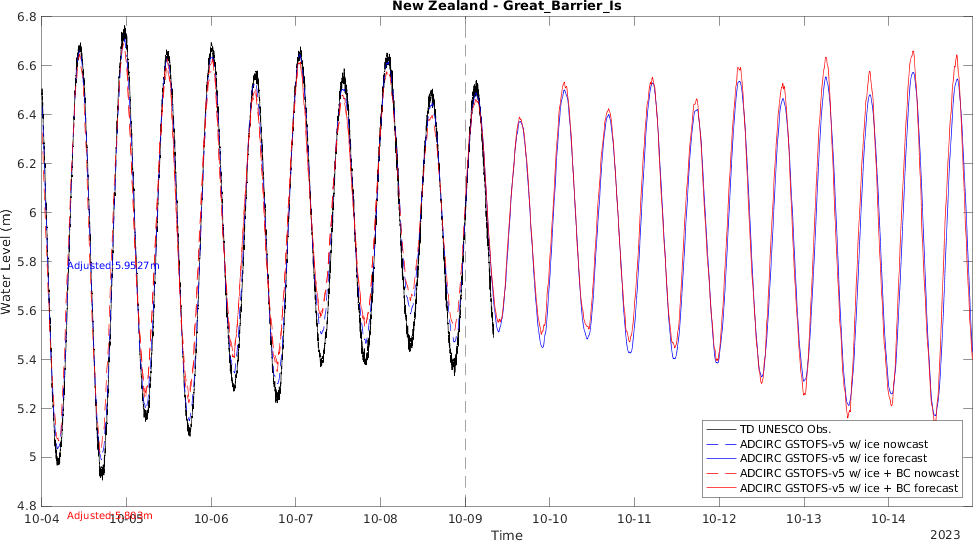 New Zealand - Great_Barrier_Is
6.8
6.6
6.4
6.2
6
5.8
5.6
5.4
5.2
5
4.8
Water Level (m)
Adjusted:5.9527m
TD UNESCO Obs.
ADCIRC GSTOFS-v5 w/ ice nowcast
ADCIRC GSTOFS-v5 w/ ice forecast
ADCIRC GSTOFS-v5 w/ ice + BC nowcast
ADCIRC GSTOFS-v5 w/ ice + BC forecast
10-04
10-05
10-06
10-07
10-08
10-09
10-10
10-11
10-12
10-13
10-14
Time
2023